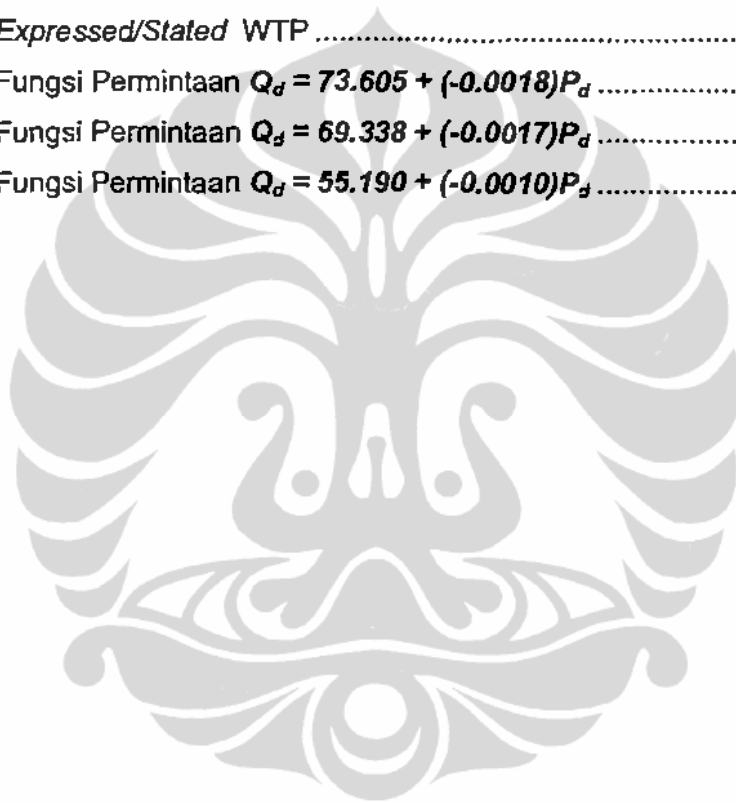 Expressed/Stated WTP ........................................................
Fungsi Permintaan Qd = 73.605 + (-0.0018)Pd ..................
Fungsi Permintaan Qd = 69.338 + (-0.0017)Pd ..................
Fungsi Permintaan Qd = 55.190 + (-0.0010)Pd ..................